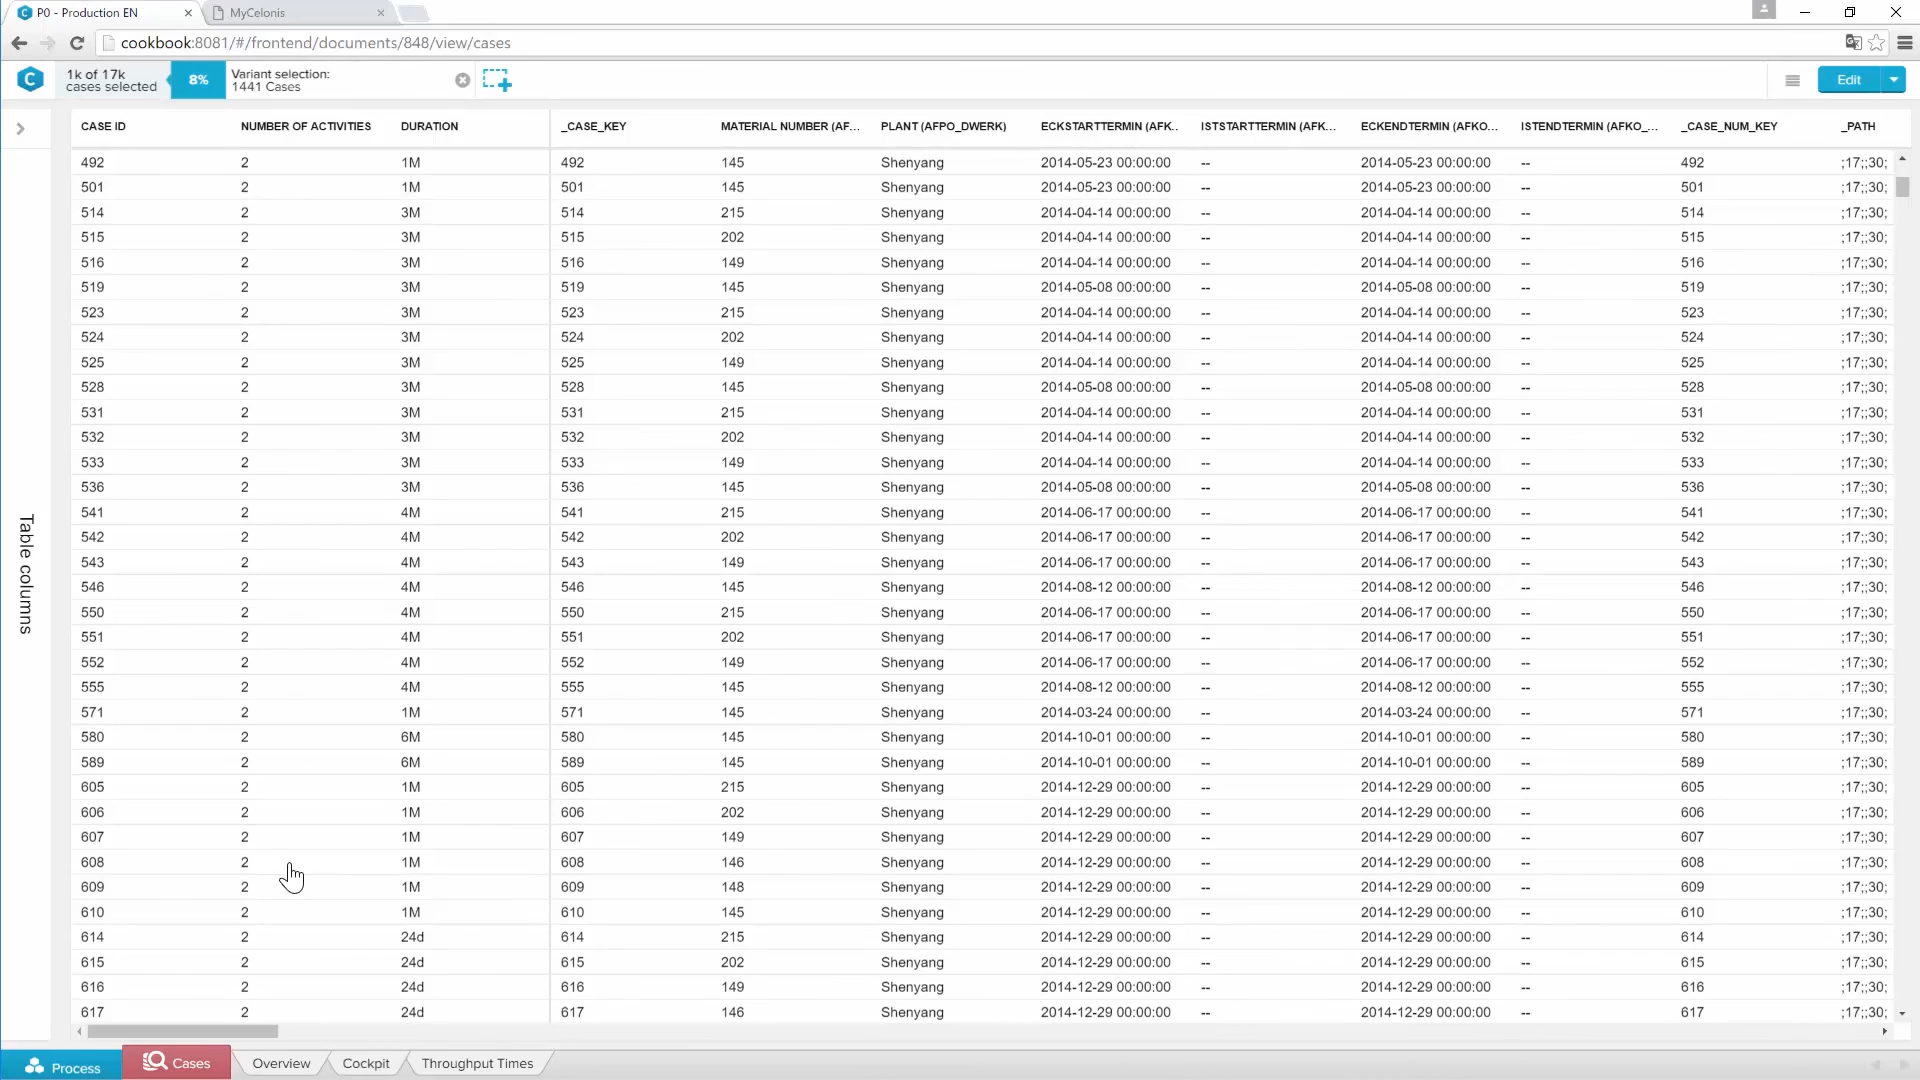 P0 - Production EN
MyCelonis
cookbook:8081/#/frontend/documents/848/view/cases
1k of 17k
cases selected
8%
Variant selection:
1441 Cases
Edit
CASE ID NUMBER OF ACTIVITIES DURATION _CASE_KEY MATERIAL NUMBER (AF... PLANT (AFPO_DWERK) ECKSTARTTERMIN (AFK.. ISTSTARTTERMIN (AFK... ECKENDTERMIN (AFKO... ISTENDTERMIN (AFKO_... _CASE_NUM_KEY _PATH
492 2 1M 492 145 Shenyang 2014-05-23 00:00:00 -- 2014-05-23 00:00:00 -- 492 ;17;;30;
501 2 1M 501 145 Shenyang 2014-05-23 00:00:00 -- 2014-05-23 00:00:00 -- 501 ;17;;30;
514 2 3M 514 215 Shenyang 2014-04-14 00:00:00 -- 2014-04-14 00:00:00 -- 514 ;17;;30;
515 2 3M 515 202 Shenyang 2014-04-14 00:00:00 -- 2014-04-14 00:00:00 -- 515 ;17;;30;
516 2 3M 516 149 Shenyang 2014-04-14 00:00:00 -- 2014-04-14 00:00:00 -- 516 ;17;;30;
519 2 3M 519 145 Shenyang 2014-05-08 00:00:00 -- 2014-05-08 00:00:00 -- 519 ;17;;30;
523 2 3M 523 215 Shenyang 2014-04-14 00:00:00 -- 2014-04-14 00:00:00 -- 523 ;17;;30;
524 2 3M 524 202 Shenyang 2014-04-14 00:00:00 -- 2014-04-14 00:00:00 -- 524 ;17;;30;
525 2 3M 525 149 Shenyang 2014-04-14 00:00:00 -- 2014-04-14 00:00:00 -- 525 ;17;;30;
528 2 3M 528 145 Shenyang 2014-05-08 00:00:00 -- 2014-05-08 00:00:00 -- 528 ;17;;30;
531 2 3M 531 215 Shenyang 2014-04-14 00:00:00 -- 2014-04-14 00:00:00 -- 531 ;17;;30;
532 2 3M 532 202 Shenyang 2014-04-14 00:00:00 -- 2014-04-14 00:00:00 -- 532 ;17;;30;
533 2 3M 533 149 Shenyang 2014-04-14 00:00:00 -- 2014-04-14 00:00:00 -- 533 ;17;;30;
536 2 3M 536 145 Shenyang 2014-05-08 00:00:00 -- 2014-05-08 00:00:00 -- 536 ;17;;30;
541 2 4M 541 215 Shenyang 2014-06-17 00:00:00 -- 2014-06-17 00:00:00 -- 541 ;17;;30;
542 2 4M 542 202 Shenyang 2014-06-17 00:00:00 -- 2014-06-17 00:00:00 -- 542 ;17;;30;
543 2 4M 543 149 Shenyang 2014-06-17 00:00:00 -- 2014-06-17 00:00:00 -- 543 ;17;;30;
546 2 4M 546 145 Shenyang 2014-08-12 00:00:00 -- 2014-08-12 00:00:00 -- 546 ;17;;30;
550 2 4M 550 215 Shenyang 2014-06-17 00:00:00 -- 2014-06-17 00:00:00 -- 550 ;17;;30;
551 2 4M 551 202 Shenyang 2014-06-17 00:00:00 -- 2014-06-17 00:00:00 -- 551 ;17;;30;
552 2 4M 552 149 Shenyang 2014-06-17 00:00:00 -- 2014-06-17 00:00:00 -- 552 ;17;;30;
555 2 4M 555 145 Shenyang 2014-08-12 00:00:00 -- 2014-08-12 00:00:00 -- 555 ;17;;30;
571 2 1M 571 145 Shenyang 2014-03-24 00:00:00 -- 2014-03-24 00:00:00 -- 571 ;17;;30;
580 2 6M 580 145 Shenyang 2014-10-01 00:00:00 -- 2014-10-01 00:00:00 -- 580 ;17;;30;
589 2 6M 589 145 Shenyang 2014-10-01 00:00:00 -- 2014-10-01 00:00:00 -- 589 ;17;;30;
605 2 1M 605 215 Shenyang 2014-12-29 00:00:00 -- 2014-12-29 00:00:00 -- 605 ;17;;30;
606 2 1M 606 202 Shenyang 2014-12-29 00:00:00 -- 2014-12-29 00:00:00 -- 606 ;17;;30;
607 2 1M 607 149 Shenyang 2014-12-29 00:00:00 -- 2014-12-29 00:00:00 -- 607 ;17;;30;
608 2 1M 608 146 Shenyang 2014-12-29 00:00:00 -- 2014-12-29 00:00:00 -- 608 ;17;;30;
609 2 1M 609 148 Shenyang 2014-12-29 00:00:00 -- 2014-12-29 00:00:00 -- 609 ;17;;30;
610 2 1M 610 145 Shenyang 2014-12-29 00:00:00 -- 2014-12-29 00:00:00 -- 610 ;17;;30;
614 2 24d 614 215 Shenyang 2014-12-29 00:00:00 -- 2014-12-29 00:00:00 -- 614 ;17;;30;
615 2 24d 615 202 Shenyang 2014-12-29 00:00:00 -- 2014-12-29 00:00:00 -- 615 ;17;;30;
616 2 24d 616 149 Shenyang 2014-12-29 00:00:00 -- 2014-12-29 00:00:00 -- 616 ;17;;30;
617 2 24d 617 146 Shenyang 2014-12-29 00:00:00 -- 2014-12-29 00:00:00 -- 617 ;17;;30;
Table columns
Process Cases Overview Cockpit Throughput Times